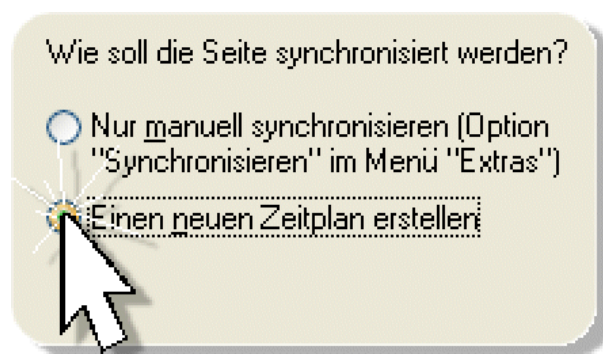 Wie soll die Seite synchronisiert werden?
Nur manuell synchronisieren (Option
"Synchronisieren" im Menü "Extras")
Einen neuen Zeitplan erstellen